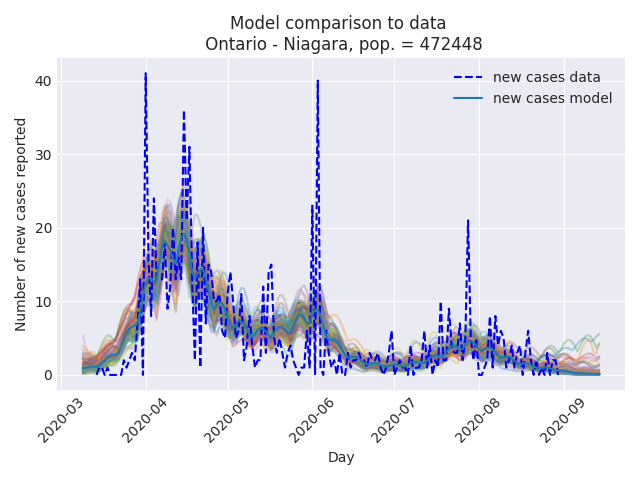 Model comparison to data
Ontario - Niagara, pop. = 472448
new cases data
new cases model
Number of new cases reported
40
30
20
10
0
2020-03
2020-04
2020-05
2020-06
2020-07
2020-08
2020-09
Day